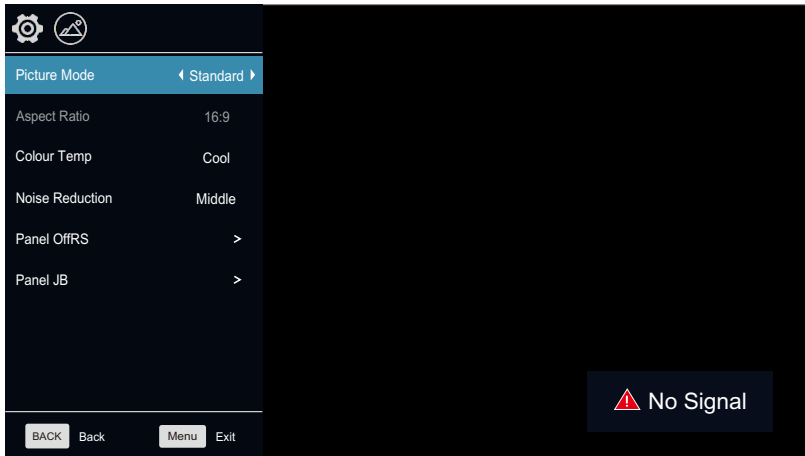 Picture Mode Standard
Aspect Ratio 16:9
Colour Temp Cool
Noise Reduction Middle
Panel OffRS >
Panel JB >
No Signal
BACK Back Menu Exit